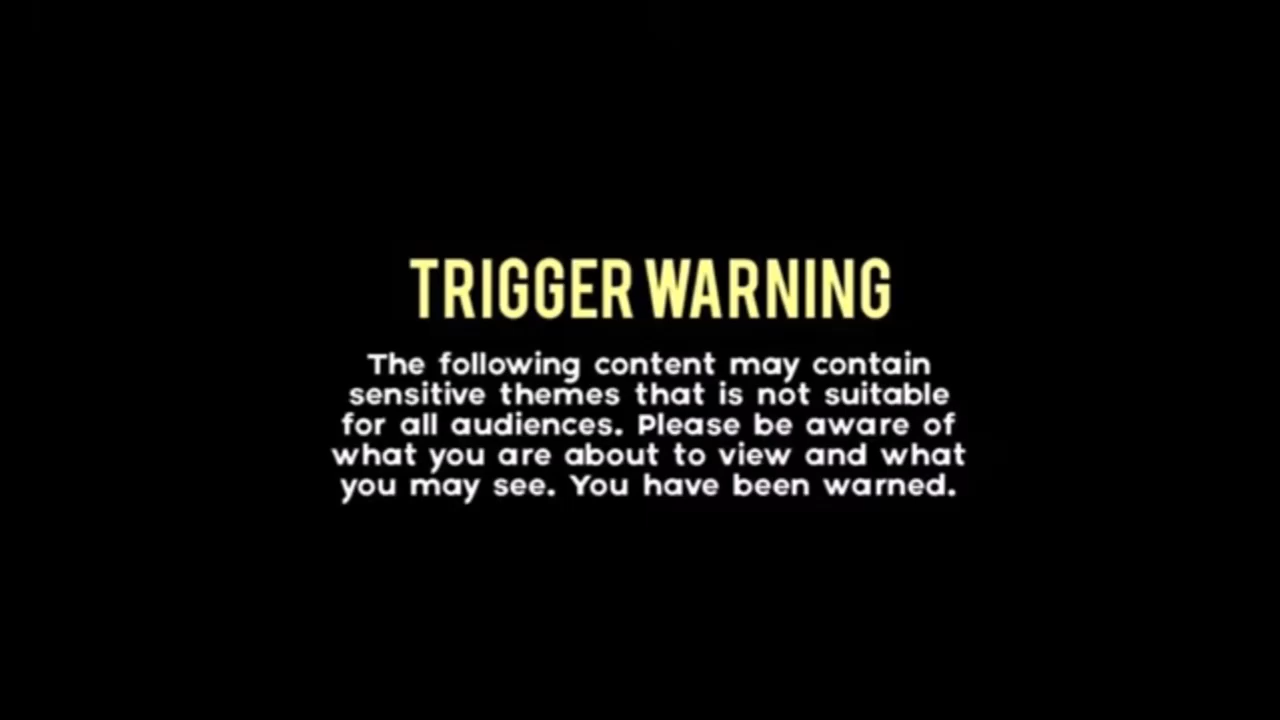 TRIGGER WARNING
The following content may contain
sensitive themes that is not suitable
for all audiences. Please be aware of
what you are about to view and what
you may see. You have been warned.